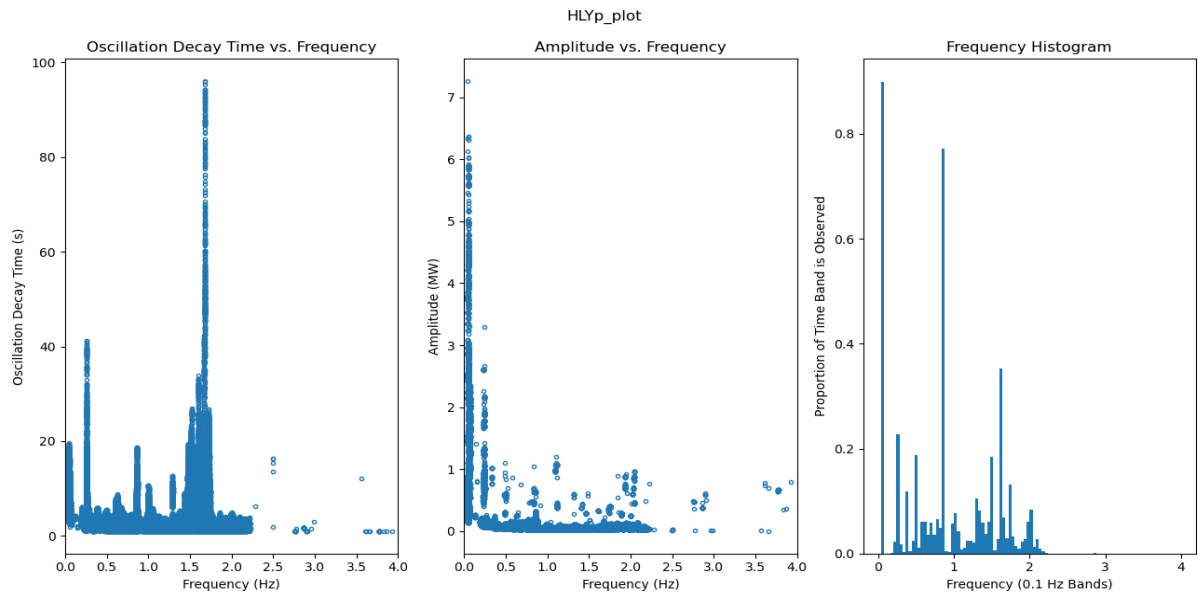 HLYp_plot
Oscillation Decay Time vs. Frequency
Oscillation Decay Time (s)
100
80
60
40
20
0
0.0 0.5 1.0 1.5 2.0 2.5 3.0 3.5 4.0
Frequency (Hz)
Amplitude vs. Frequency
Amplitude (MW)
7
6
5
4
3
2
1
0
0.0 0.5 1.0 1.5 2.0 2.5 3.0 3.5 4.0
Frequency (Hz)
Frequency Histogram
Proportion of Time Band is Observed
0.8
0.6
0.4
0.2
0.0
0 1 2 3 4
Frequency (0.1 Hz Bands)